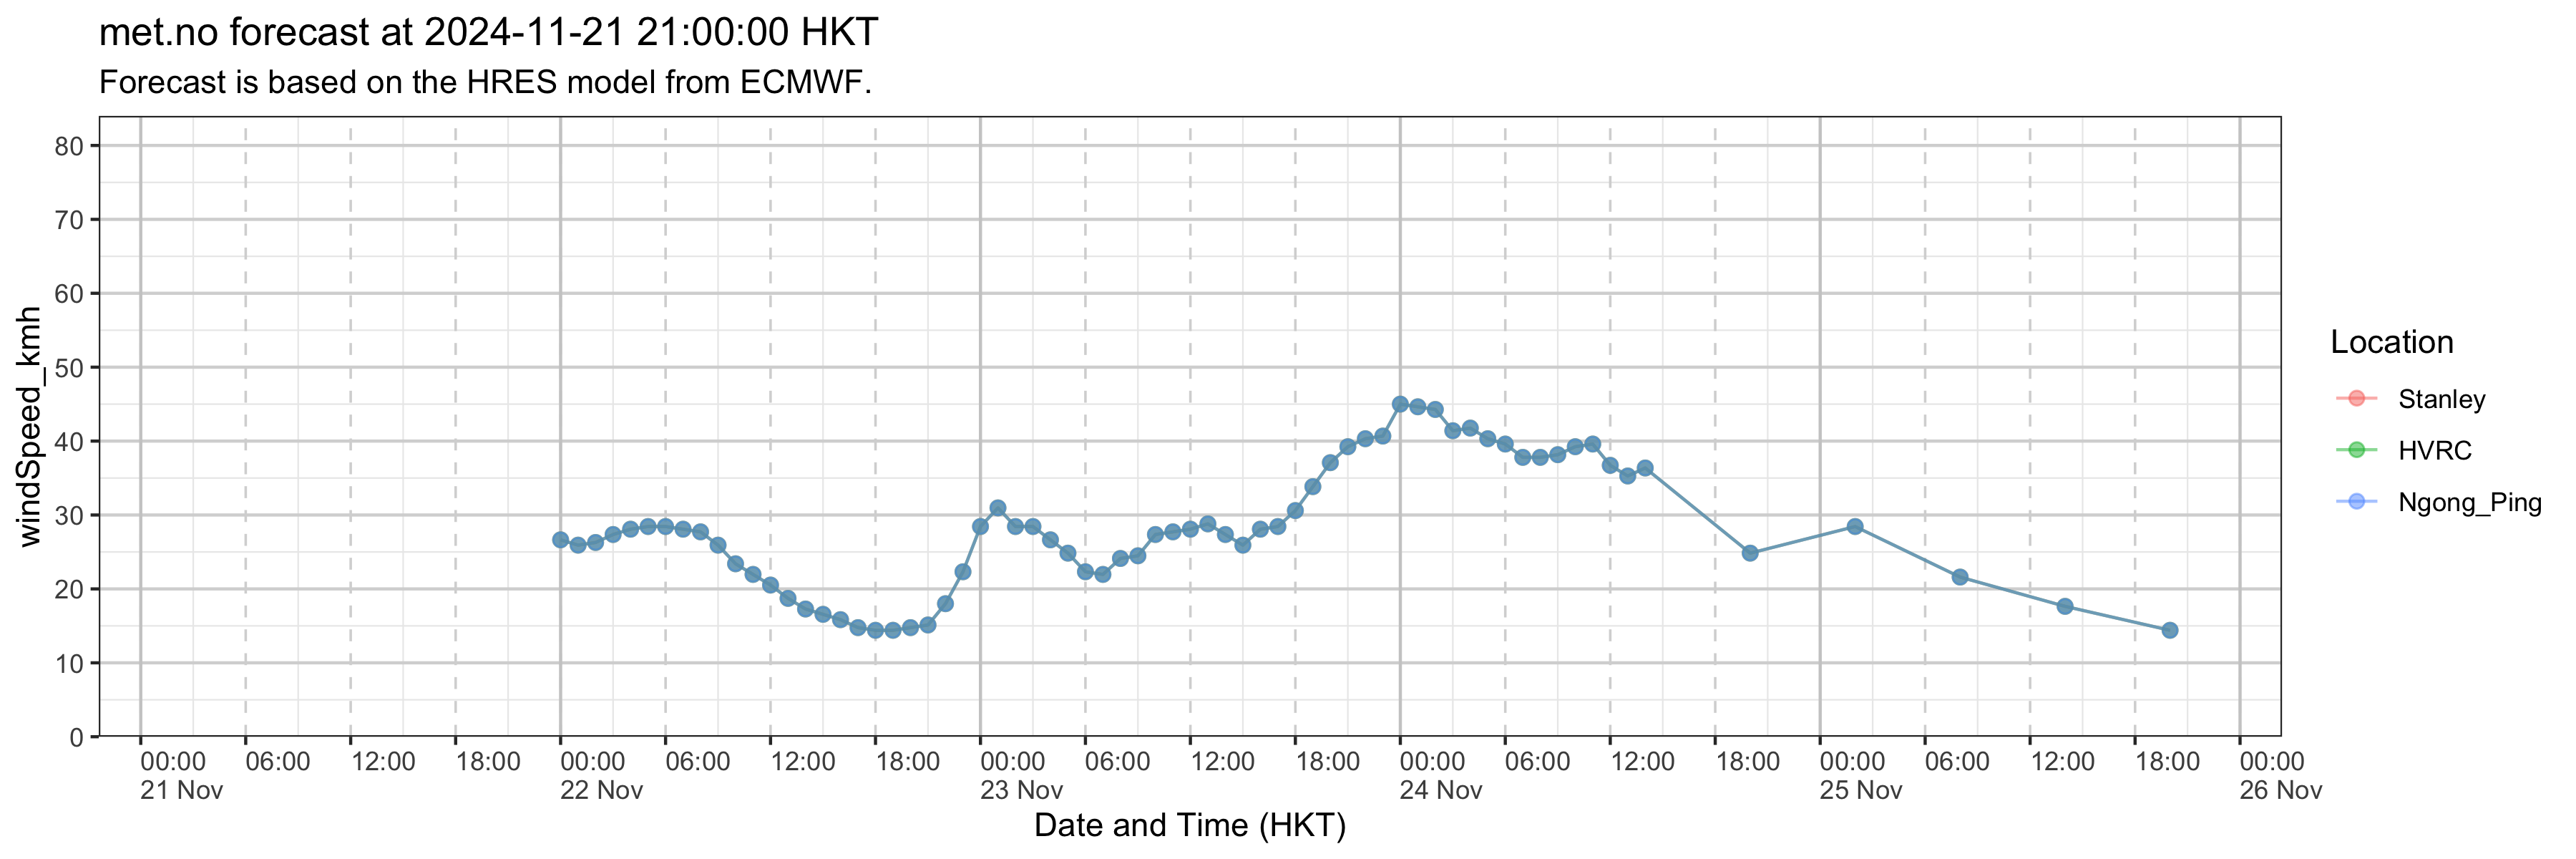 met.no forecast at 2024-11-21 21:00:00 HKT
Forecast is based on the HRES model from ECMWF.
windSpeed_kmh
80
70
60
50
40
30
20
10
0
00:00 06:00 12:00 18:00 00:00 06:00 12:00 18:00 00:00 06:00 12:00 18:00 00:00 06:00 12:00 18:00 00:00 06:00 12:00 18:00 00:00
21 Nov 22 Nov 23 Nov 24 Nov 25 Nov 26 Nov
Date and Time (HKT)
Location
Stanley
HVRC
Ngong_Ping